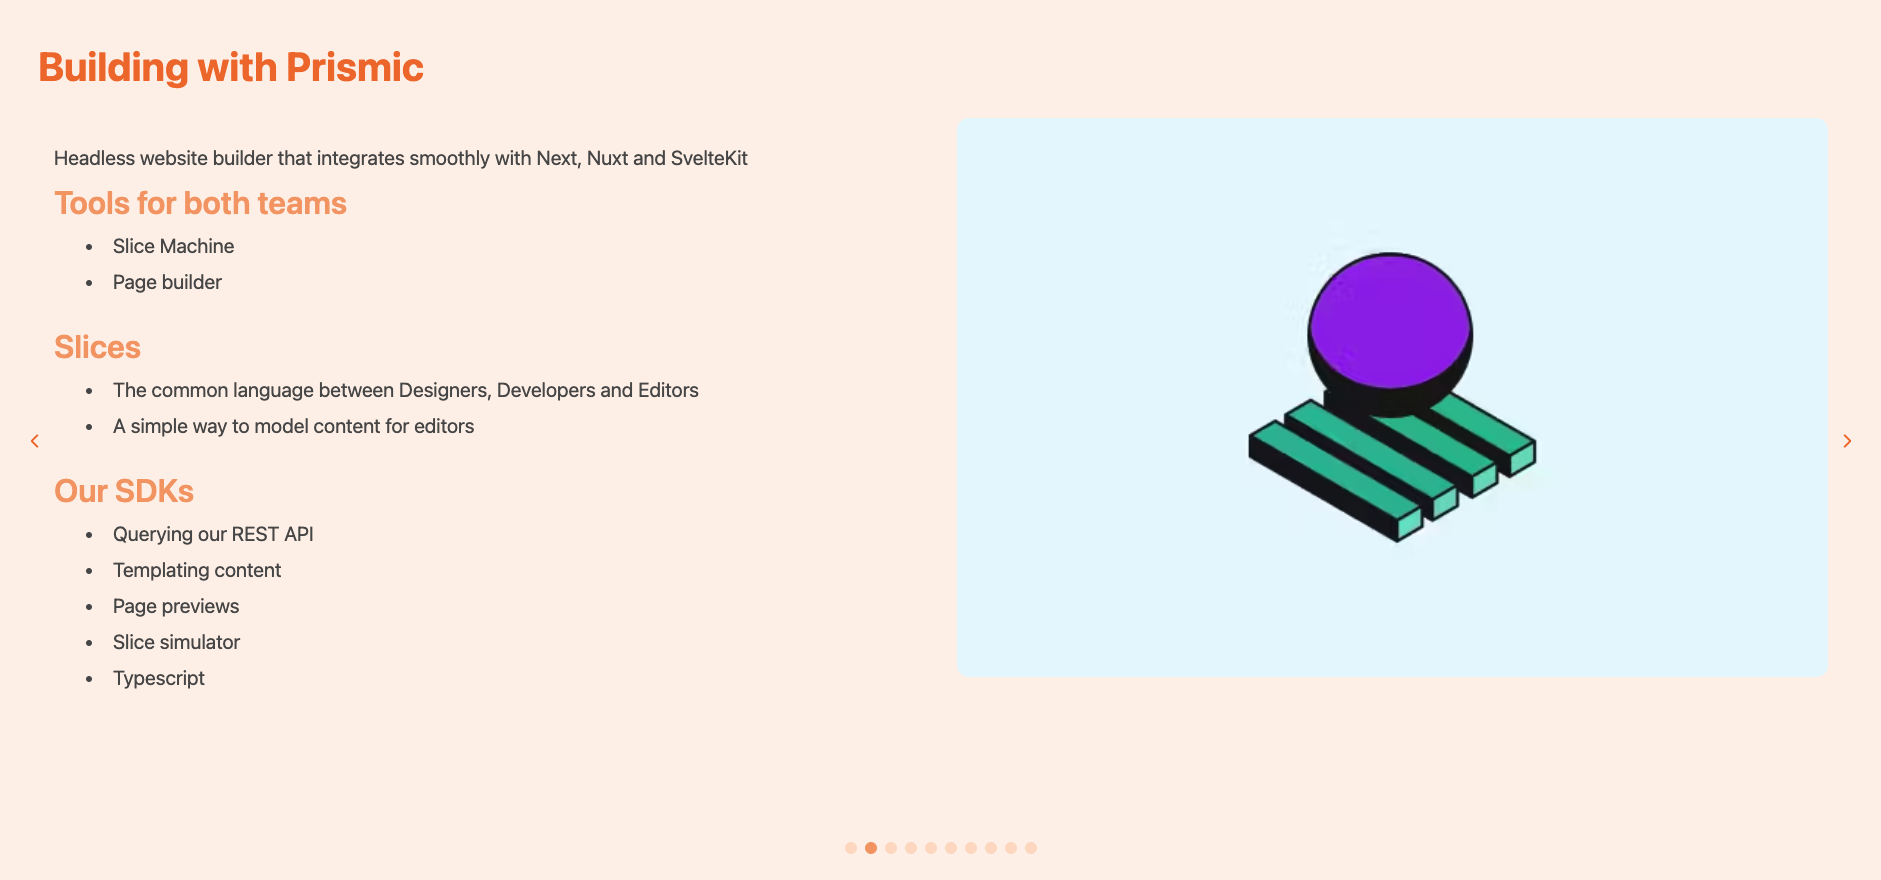 Building with Prismic
Headless website builder that integrates smoothly with Next, Nuxt and SvelteKit
Tools for both teams
• Slice Machine
• Page builder
Slices
• The common language between Designers, Developers and Editors
• A simple way to model content for editors
Our SDKs
• Querying our REST API
• Templating content
• Page previews
• Slice simulator
• Typescript